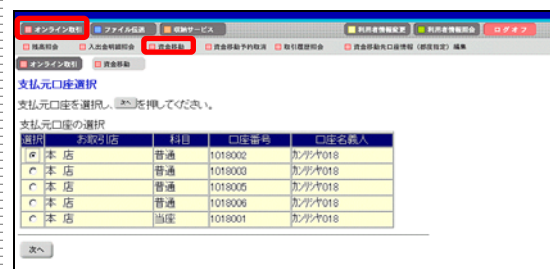 オンライン取引 ファイル伝送 収納サービス 利用者情報変更 利用者情報照会 ログオフ
残高照会 入出金明細照会 資金移動 資金移動予約取消 取引履歴照会 資金移動先口座情報（都度指定）編集
オンライン取引 資金移動
支払元口座選択
支払元口座を選択し、次へを押してください。
支払元口座の選択
選択 お取引店 科目 口座番号 口座名義人
本 店 普通 1018002 カンリシヤ018
本 店 普通 1018003 カンリシヤ018
本 店 普通 1018005 カンリシヤ018
本 店 普通 1018006 カンリシヤ018
本 店 当座 1018001 カンリシヤ018
次へ